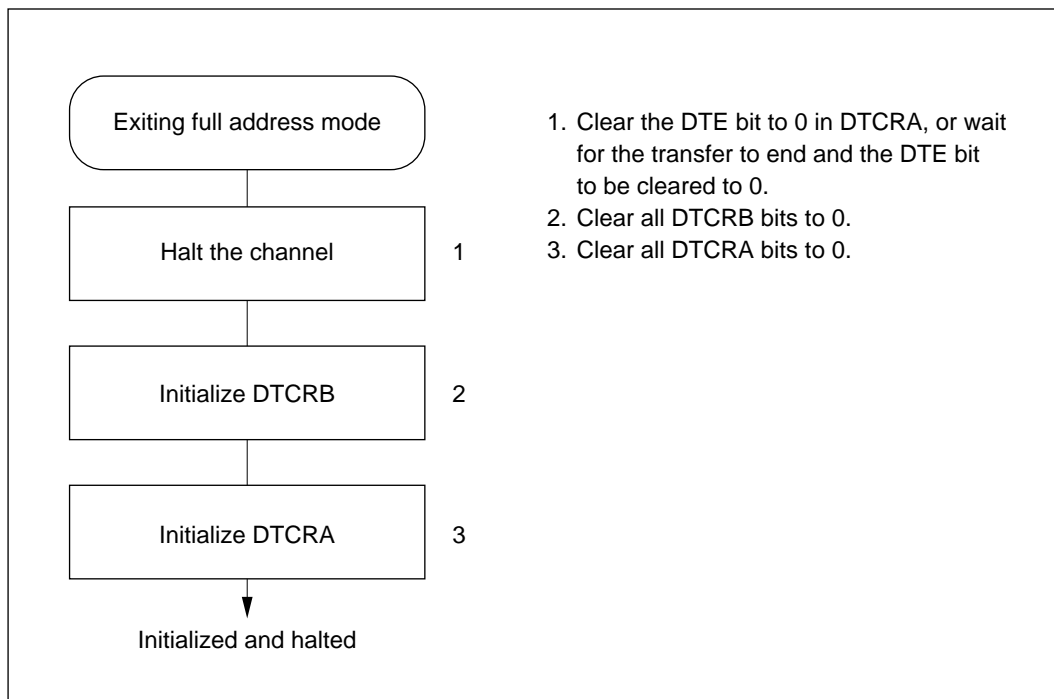 Exiting full address mode
Halt the channel
1
Initialize DTCRB
2
Initialize DTCRA
3
Initialized and halted
1. Clear the DTE bit to 0 in DTCRA, or wait
for the transfer to end and the DTE bit
to be cleared to 0.
2. Clear all DTCRB bits to 0.
3. Clear all DTCRA bits to 0.